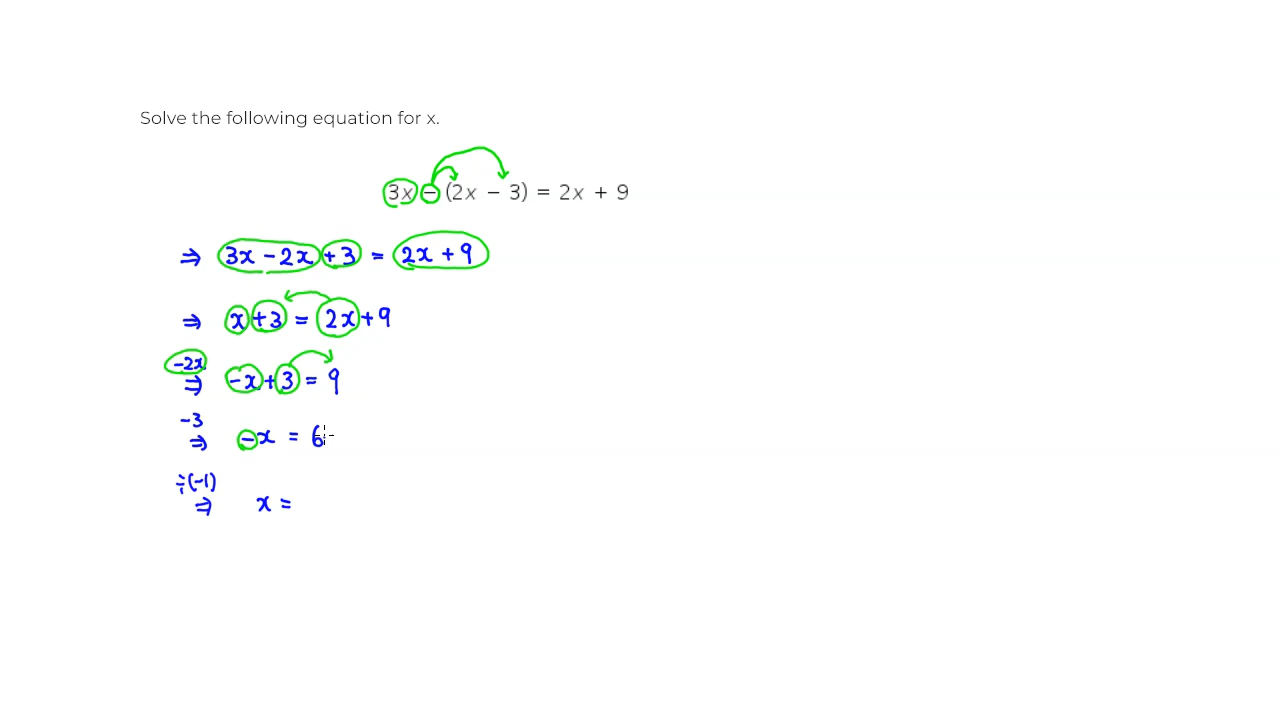 Solve the following equation for x.
3x − (2x − 3) = 2x + 9
⇒ 3x − 2x + 3 = 2x + 9
⇒ x + 3 = 2x + 9
-2x
⇒ -x + 3 = 9
-3
⇒ -x = 6
÷(-1)
⇒ x =